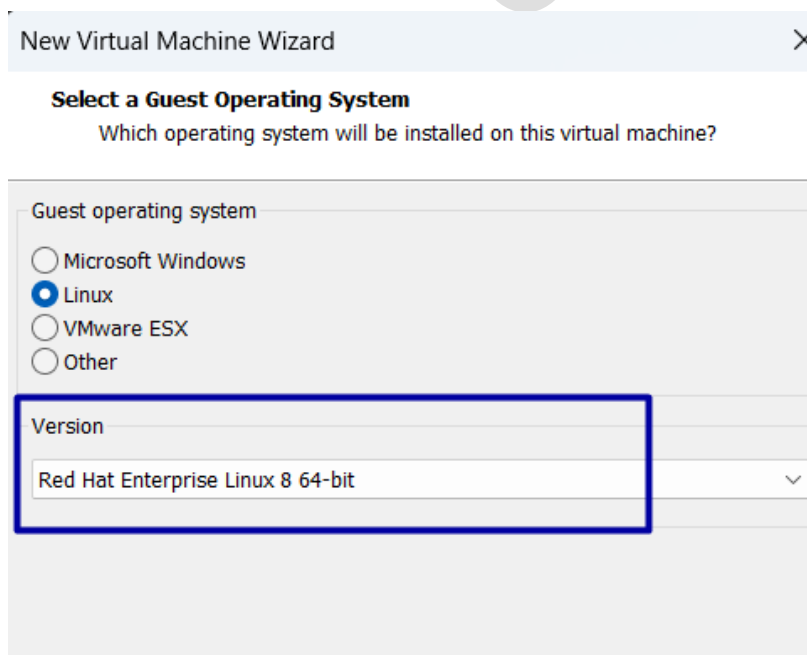 New Virtual Machine Wizard
Select a Guest Operating System
Which operating system will be installed on this virtual machine?
Guest operating system
Microsoft Windows
Linux
VMware ESX
Other
Version
Red Hat Enterprise Linux 8 64-bit